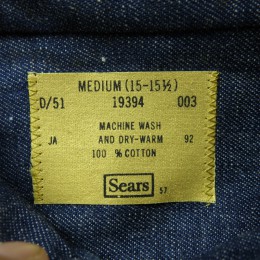 MEDIUM (15-15½)
D/51 19394 003
MACHINE WASH
JA AND DRY-WARM 92
100 % COTTON
Sears 57